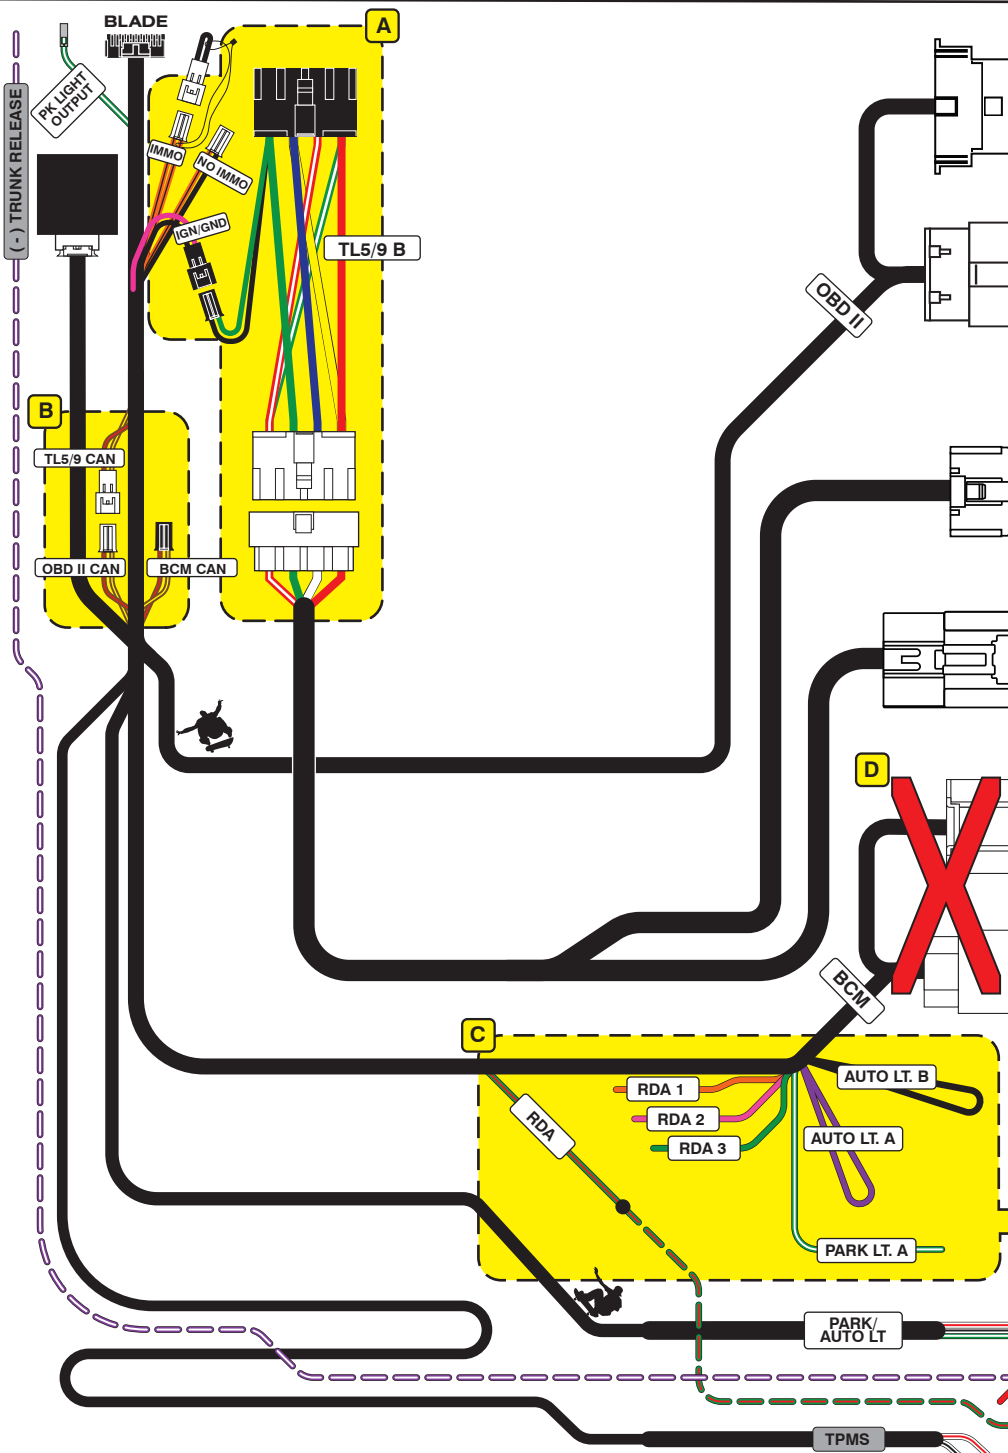 BLADE
A
PK LIGHT
OUTPUT
(-) TRUNK RELEASE
IMMO
NO IMMO
IGN/GND
TL5/9 B
OBD II
B
TL5/9 CAN
OBD II CAN
BCM CAN
D
BCM
C
RDA
RDA 1
RDA 2
RDA 3
AUTO LT. B
AUTO LT. A
PARK LT. A
PARK/
AUTO LT
TPMS